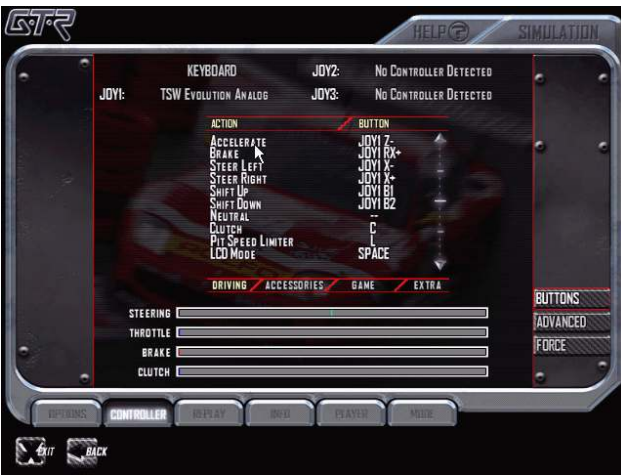 GTR
HELP ? SIMULATION
KEYBOARD JOY2: NO CONTROLLER DETECTED
JOY1: TSW EVOLUTION ANALOG JOY3: NO CONTROLLER DETECTED
ACTION BUTTON
ACCELERATE JOY1 Z-
BRAKE JOY1 RX+
STEER LEFT JOY1 X-
STEER RIGHT JOY1 X+
SHIFT UP JOY1 B1
SHIFT DOWN JOY1 B2
NEUTRAL --
CLUTCH C
PIT SPEED LIMITER L
LCD MODE SPACE
DRIVING ACCESSORIES GAME EXTRA
BUTTONS
ADVANCED
FORCE
STEERING
THROTTLE
BRAKE
CLUTCH
OPTIONS CONTROLLER REPLAY INFO PLAYER MODE
EXIT BACK